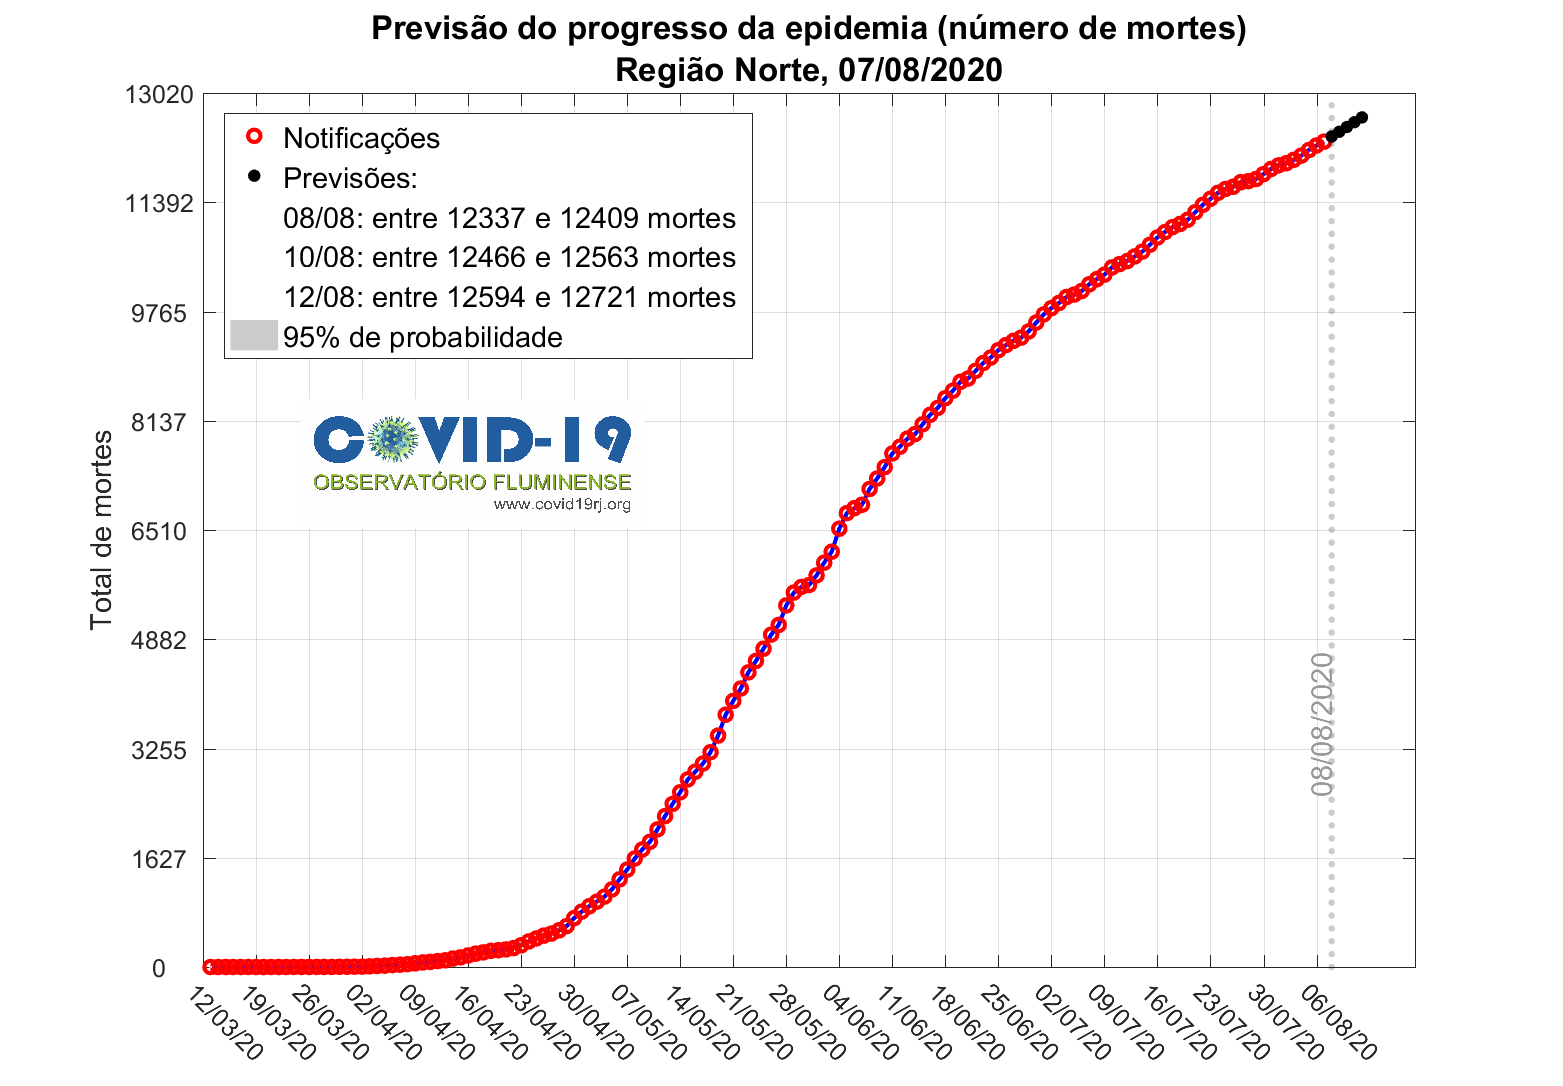 Previsão do progresso da epidemia (número de mortes)
Região Norte, 07/08/2020
13020
11392
9765
8137
6510
4882
3255
1627
0
Total de mortes
Notificações
Previsões:
08/08: entre 12337 e 12409 mortes
10/08: entre 12466 e 12563 mortes
12/08: entre 12594 e 12721 mortes
95% de probabilidade
COVID-19
OBSERVATÓRIO FLUMINENSE
www.covid19rj.org
08/08/2020
12/03/20
19/03/20
26/03/20
02/04/20
09/04/20
16/04/20
23/04/20
30/04/20
07/05/20
14/05/20
21/05/20
28/05/20
04/06/20
11/06/20
18/06/20
25/06/20
02/07/20
09/07/20
16/07/20
23/07/20
30/07/20
06/08/20